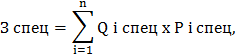 З спец = n ∑ i=1 Q i спец x P i спец,